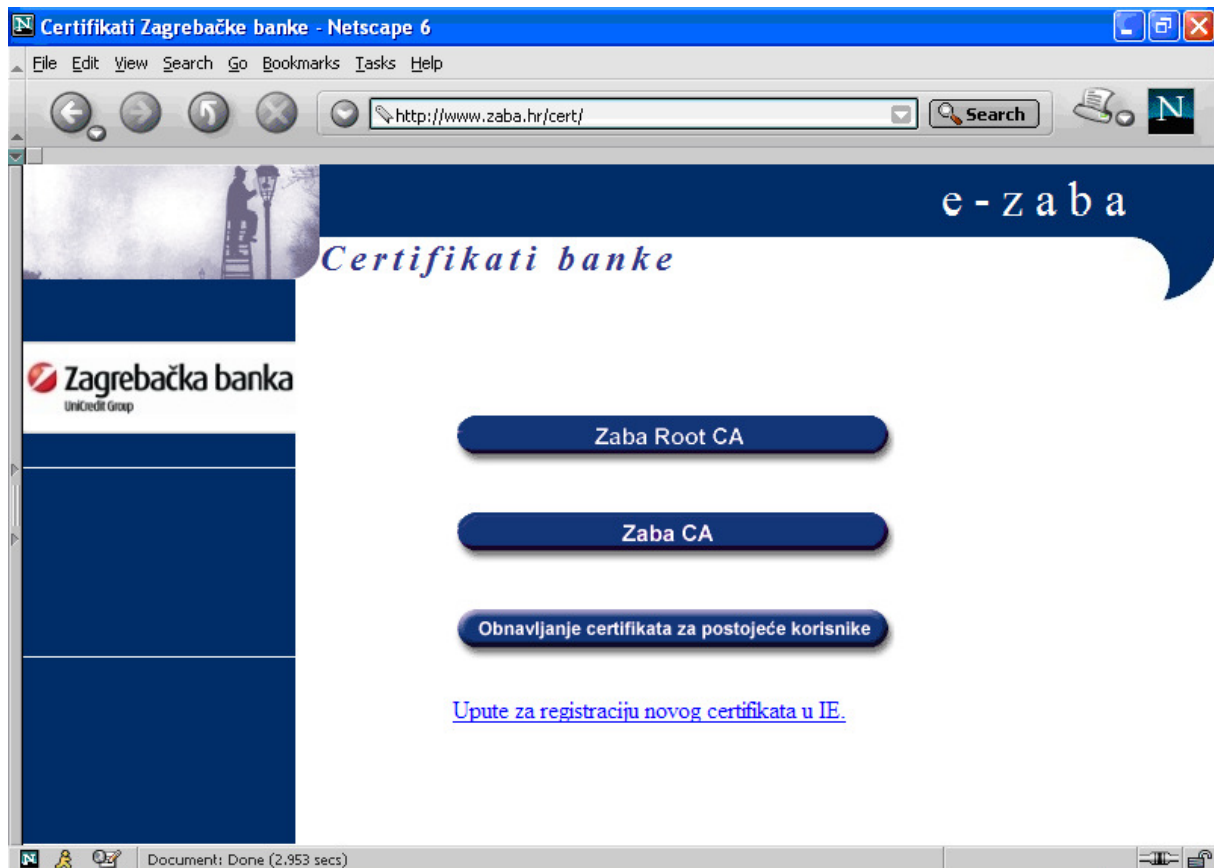 Certifikati Zagrebačke banke - Netscape 6
File Edit View Search Go Bookmarks Tasks Help
http://www.zaba.hr/cert/ Search N
e - z a b a
Certifikati banke
Zagrebačka banka
UniCredit Group
Zaba Root CA
Zaba CA
Obnavljanje certifikata za postojeće korisnike
Upute za registraciju novog certifikata u IE.
Document: Done (2.953 secs)